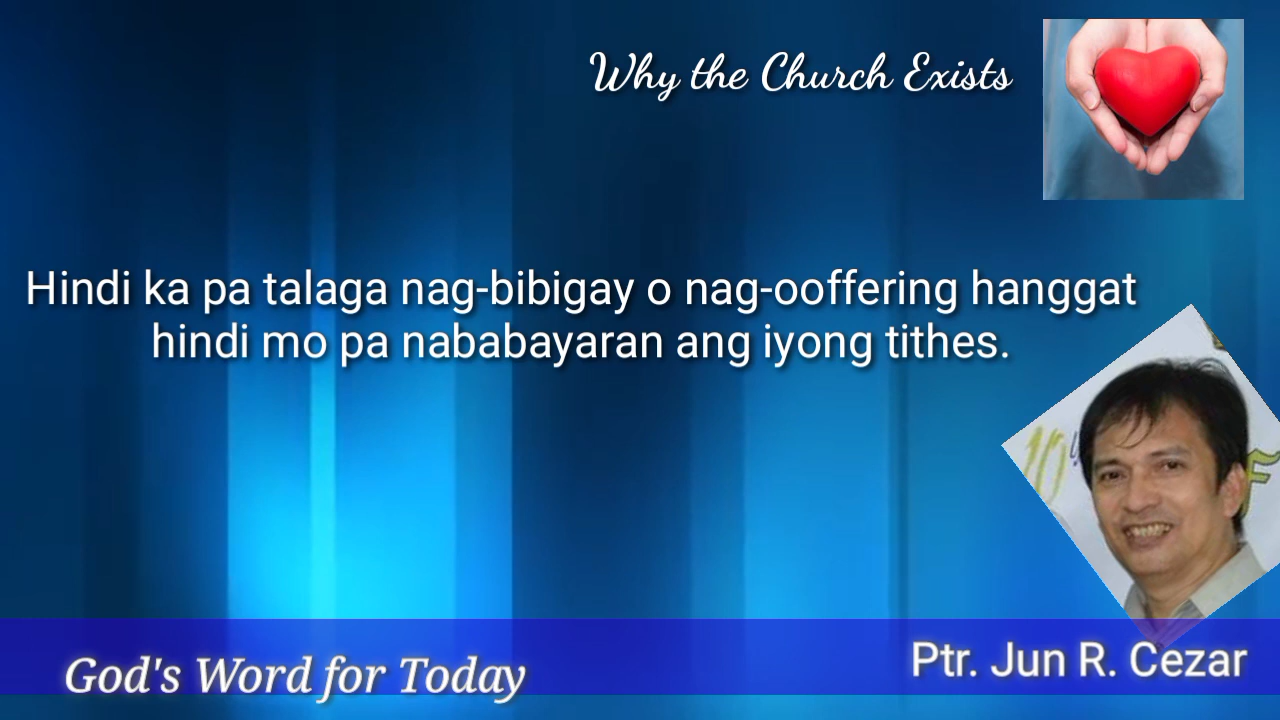 Why the Church Exists
Hindi ka pa talaga nag-bibigay o nag-ooffering hanggat
hindi mo pa nababayaran ang iyong tithes.
10
God's Word for Today
Ptr. Jun R. Cezar